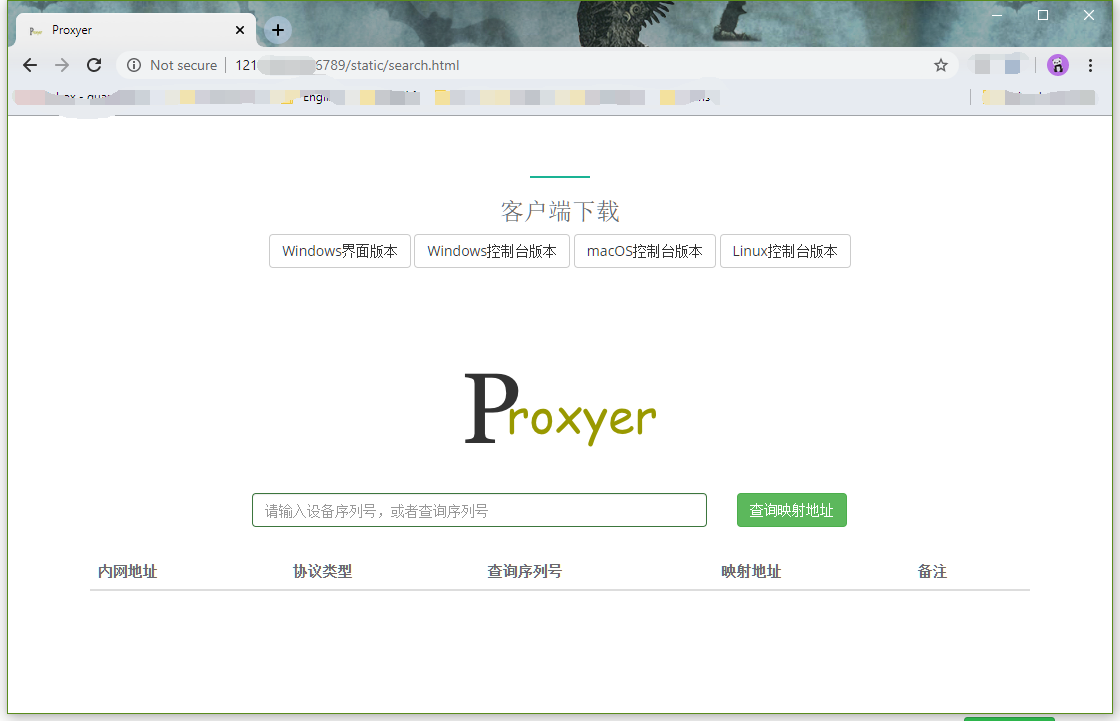 Proxyer
Not secure 121 6789/static/search.html
客户端下载
Windows界面版本 Windows控制台版本 macOS控制台版本 Linux控制台版本
Proxyer
请输入设备序列号，或者查询序列号 查询映射地址
内网地址 协议类型 查询序列号 映射地址 备注